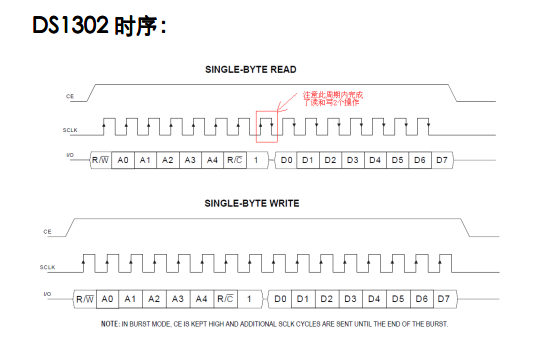 DS1302 时序：
SINGLE-BYTE READ
注意此周期内完成
了读和写2个操作
CE
SCLK
I/O
R/W̅ A0 A1 A2 A3 A4 R/C̅ 1 D0 D1 D2 D3 D4 D5 D6 D7
SINGLE-BYTE WRITE
CE
SCLK
I/O
R/W̅ A0 A1 A2 A3 A4 R/C̅ 1 D0 D1 D2 D3 D4 D5 D6 D7
NOTE: IN BURST MODE, CE IS KEPT HIGH AND ADDITIONAL SCLK CYCLES ARE SENT UNTIL THE END OF THE BURST.